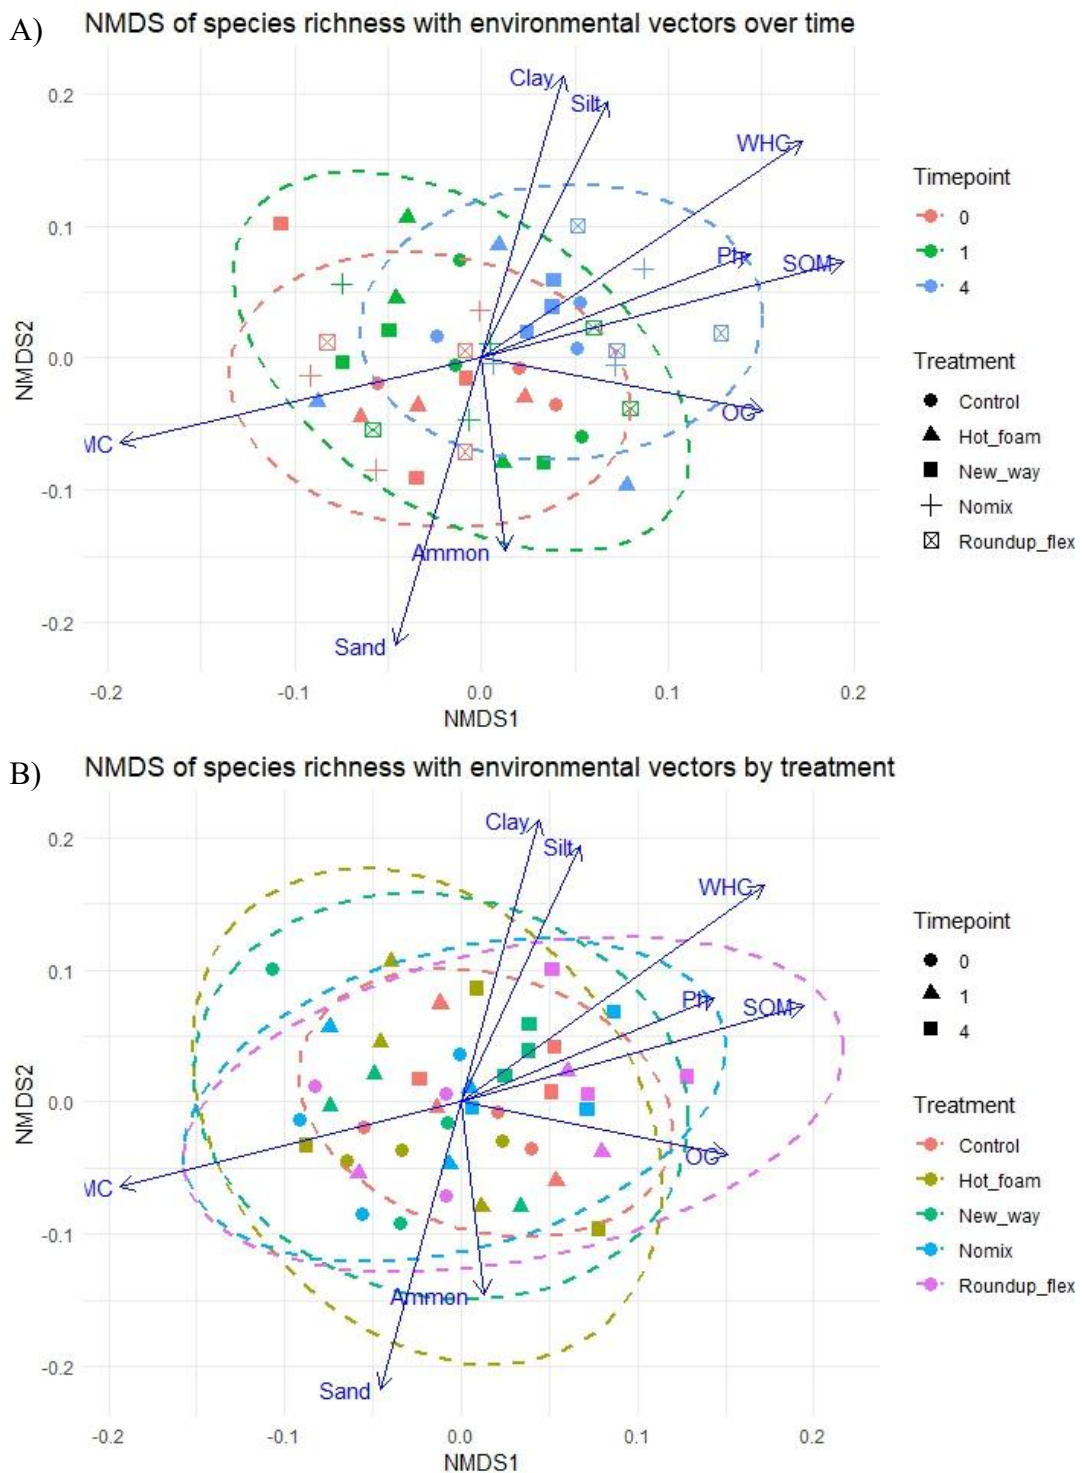 A)
NMDS of species richness with environmental vectors over time
Clay
Silt
WHC
Ph
SOM
OC
MC
Ammon
Sand
0.2
0.1
0.0
-0.1
-0.2
NMDS2
-0.2 -0.1 0.0 0.1 0.2
NMDS1
Timepoint
0
1
4
Treatment
Control
Hot_foam
New_way
Nomix
Roundup_flex
B)
NMDS of species richness with environmental vectors by treatment
Clay
Silt
WHC
Ph
SOM
OC
MC
Ammon
Sand
0.2
0.1
0.0
-0.1
-0.2
NMDS2
-0.2 -0.1 0.0 0.1 0.2
NMDS1
Timepoint
0
1
4
Treatment
Control
Hot_foam
New_way
Nomix
Roundup_flex